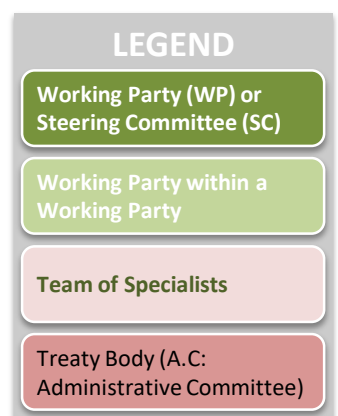 LEGEND
Working Party (WP) or
Steering Committee (SC)
Working Party within a
Working Party
Team of Specialists
Treaty Body (A.C:
Administrative Committee)